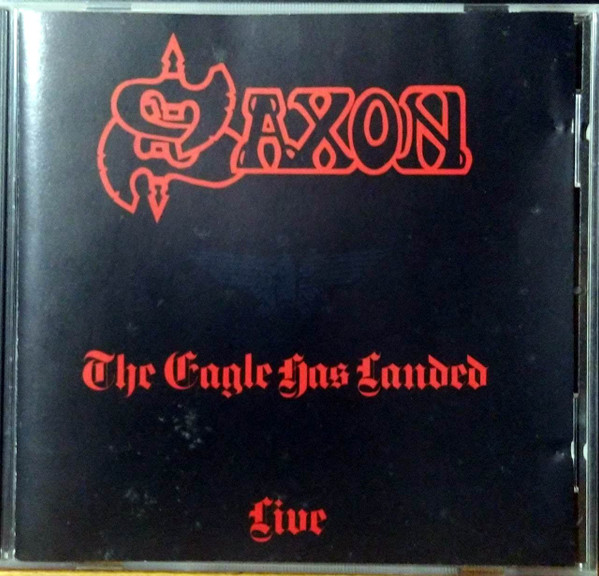 SAXON
The Eagle Has Landed
Live